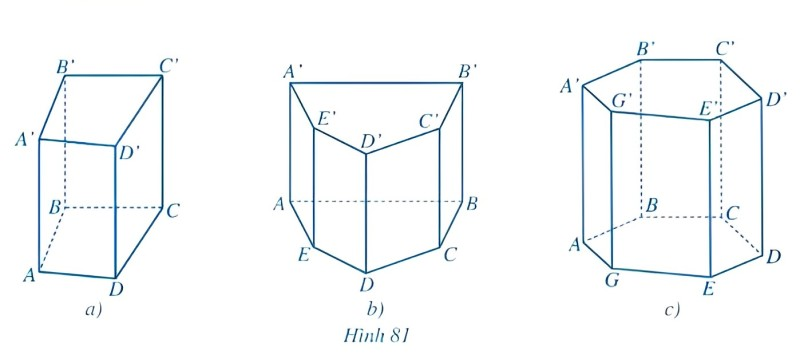 B' C'
A' D'
B C
A D
a)
A' B'
E' D' C'
A B
E D C
b)
B' C'
A' G' E' D'
B C
A D
G E
c)
Hình 81